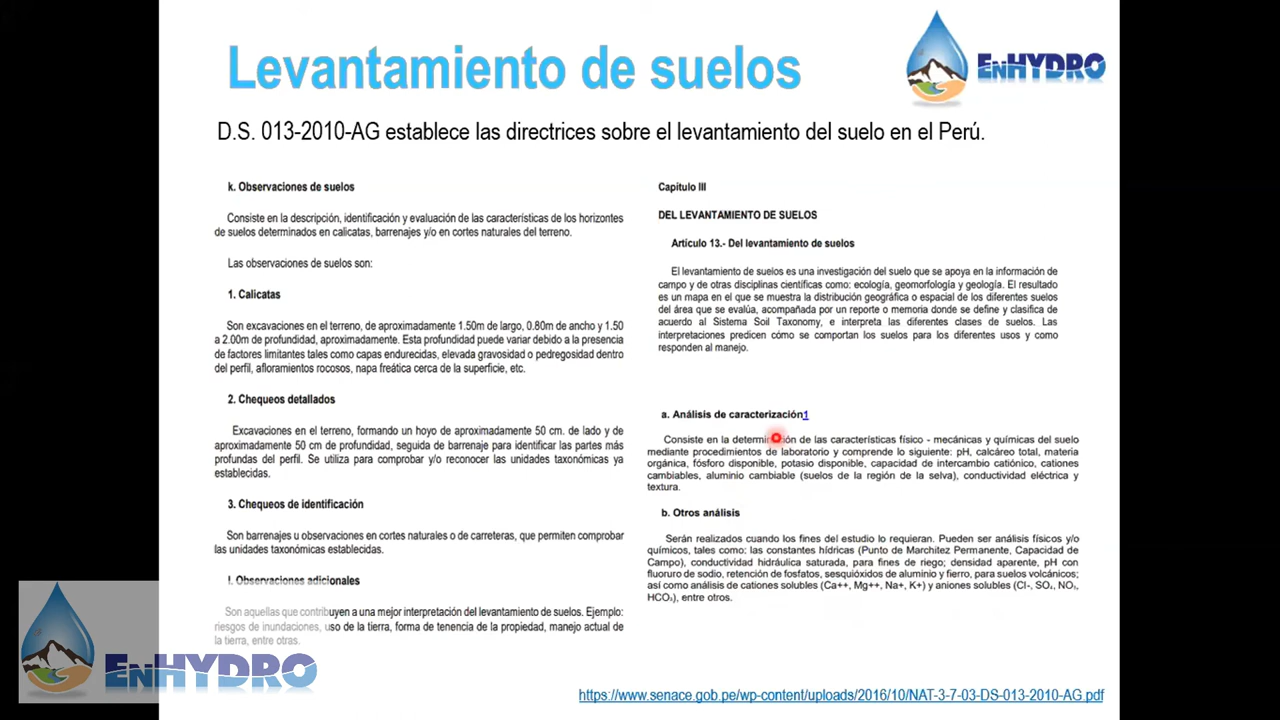 Levantamiento de suelos
EnHYDRO
D.S. 013-2010-AG establece las directrices sobre el levantamiento del suelo en el Perú.
k. Observaciones de suelos
Consiste en la descripción, identificación y evaluación de las características de los horizontes
de suelos determinados en calicatas, barrenajes y/o en cortes naturales del terreno.
Las observaciones de suelos son:
1. Calicatas
Son excavaciones en el terreno, de aproximadamente 1.50m de largo, 0.80m de ancho y 1.50
a 2.00m de profundidad, aproximadamente. Esta profundidad puede variar debido a la presencia
de factores limitantes tales como capas endurecidas, elevada gravosidad o pedregosidad dentro
del perfil, afloramientos rocosos, napa freática cerca de la superficie, etc.
2. Chequeos detallados
Excavaciones en el terreno, formando un hoyo de aproximadamente 50 cm. de lado y de
aproximadamente 50 cm de profundidad, seguida de barrenaje para identificar las partes más
profundas del perfil. Se utiliza para comprobar y/o reconocer las unidades taxonómicas ya
establecidas.
3. Chequeos de identificación
Son barrenajes u observaciones en cortes naturales o de carreteras, que permiten comprobar
las unidades taxonómicas establecidas.
l. Observaciones adicionales
Son aquellas que contribuyen a una mejor interpretación del levantamiento de suelos. Ejemplo:
riesgos de inundaciones, uso de la tierra, forma de tenencia de la propiedad, manejo actual de
la tierra, entre otras.
Capitulo III
DEL LEVANTAMIENTO DE SUELOS
Artículo 13.- Del levantamiento de suelos
El levantamiento de suelos es una investigación del suelo que se apoya en la información de
campo y de otras disciplinas científicas como: ecología, geomorfología y geología. El resultado
es un mapa en el que se muestra la distribución geográfica o espacial de los diferentes suelos
del área que se evalúa, acompañada por un reporte o memoria donde se define y clasifica de
acuerdo al Sistema Soil Taxonomy, e interpreta las diferentes clases de suelos. Las
interpretaciones predicen cómo se comportan los suelos para los diferentes usos y como
responden al manejo.
a. Análisis de caracterización1
Consiste en la determinación de las características físico - mecánicas y químicas del suelo
mediante procedimientos de laboratorio y comprende lo siguiente: pH, calcáreo total, materia
orgánica, fósforo disponible, potasio disponible, capacidad de intercambio catiónico, cationes
cambiables, aluminio cambiable (suelos de la región de la selva), conductividad eléctrica y
textura.
b. Otros análisis
Serán realizados cuando los fines del estudio lo requieran. Pueden ser análisis físicos y/o
químicos, tales como: las constantes hídricas (Punto de Marchitez Permanente, Capacidad de
Campo), conductividad hidráulica saturada, para fines de riego; densidad aparente, pH con
fluoruro de sodio, retención de fosfatos, sesquióxidos de aluminio y fierro, para suelos volcánicos;
así como análisis de cationes solubles (Ca++, Mg++, Na+, K+) y aniones solubles (Cl-, SO₄, NO₃,
HCO₃), entre otros.
EnHYDRO
https://www.senace.gob.pe/wp-content/uploads/2016/10/NAT-3-7-03-DS-013-2010-AG.pdf